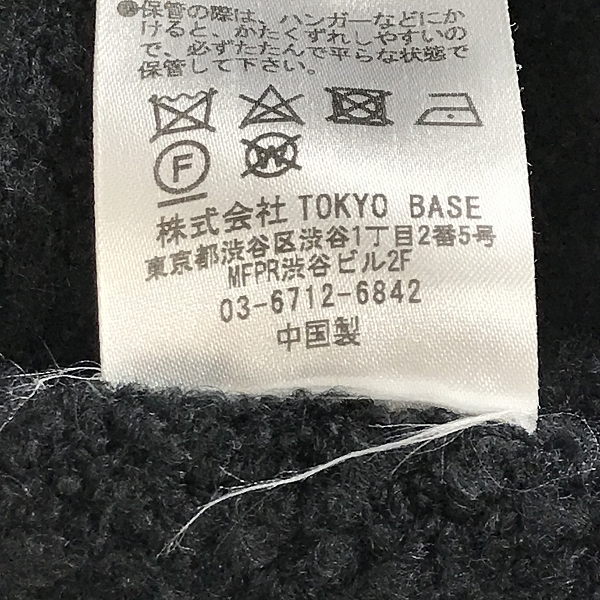 ●保管の際は、ハンガーなどにか
けると、かたくずれしやすいの
で、必ずたたんで平らな状態で
保管して下さい。
F W
株式会社 TOKYO BASE
東京都渋谷区渋谷1丁目2番5号
MFPR渋谷ビル2F
03-6712-6842
中国製